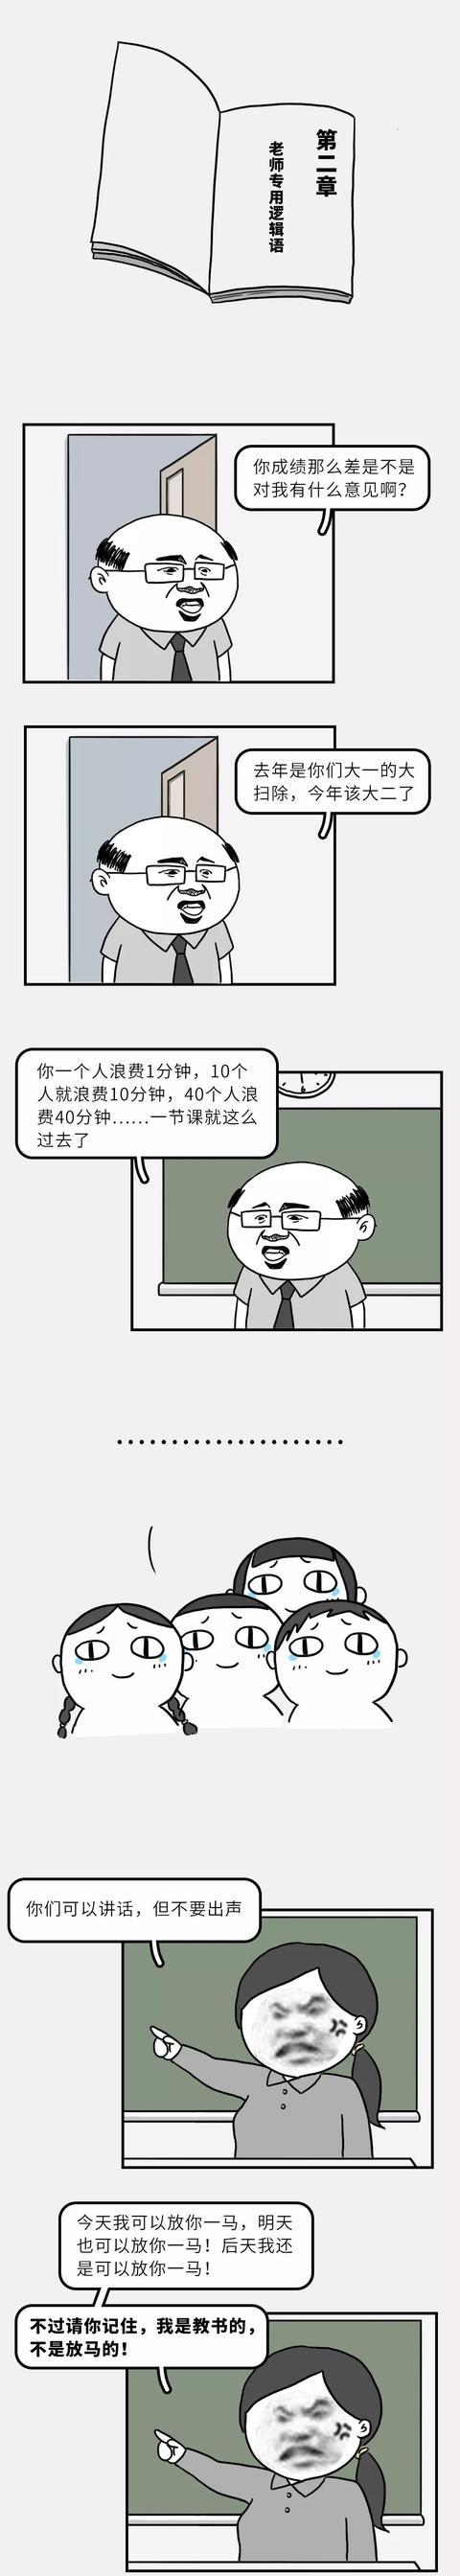 第二章
老师专用逻辑语
你成绩那么差是不是
对我有什么意见啊？
去年是你们大一的大
扫除，今年该大二了
你一个人浪费1分钟，10个
人就浪费10分钟，40个人浪
费40分钟……一节课就这么
过去了
你们可以讲话，但不要出声
今天我可以放你一马，明天
也可以放你一马！后天我还
是可以放你一马！
不过请你记住，我是教书的，
不是放马的！